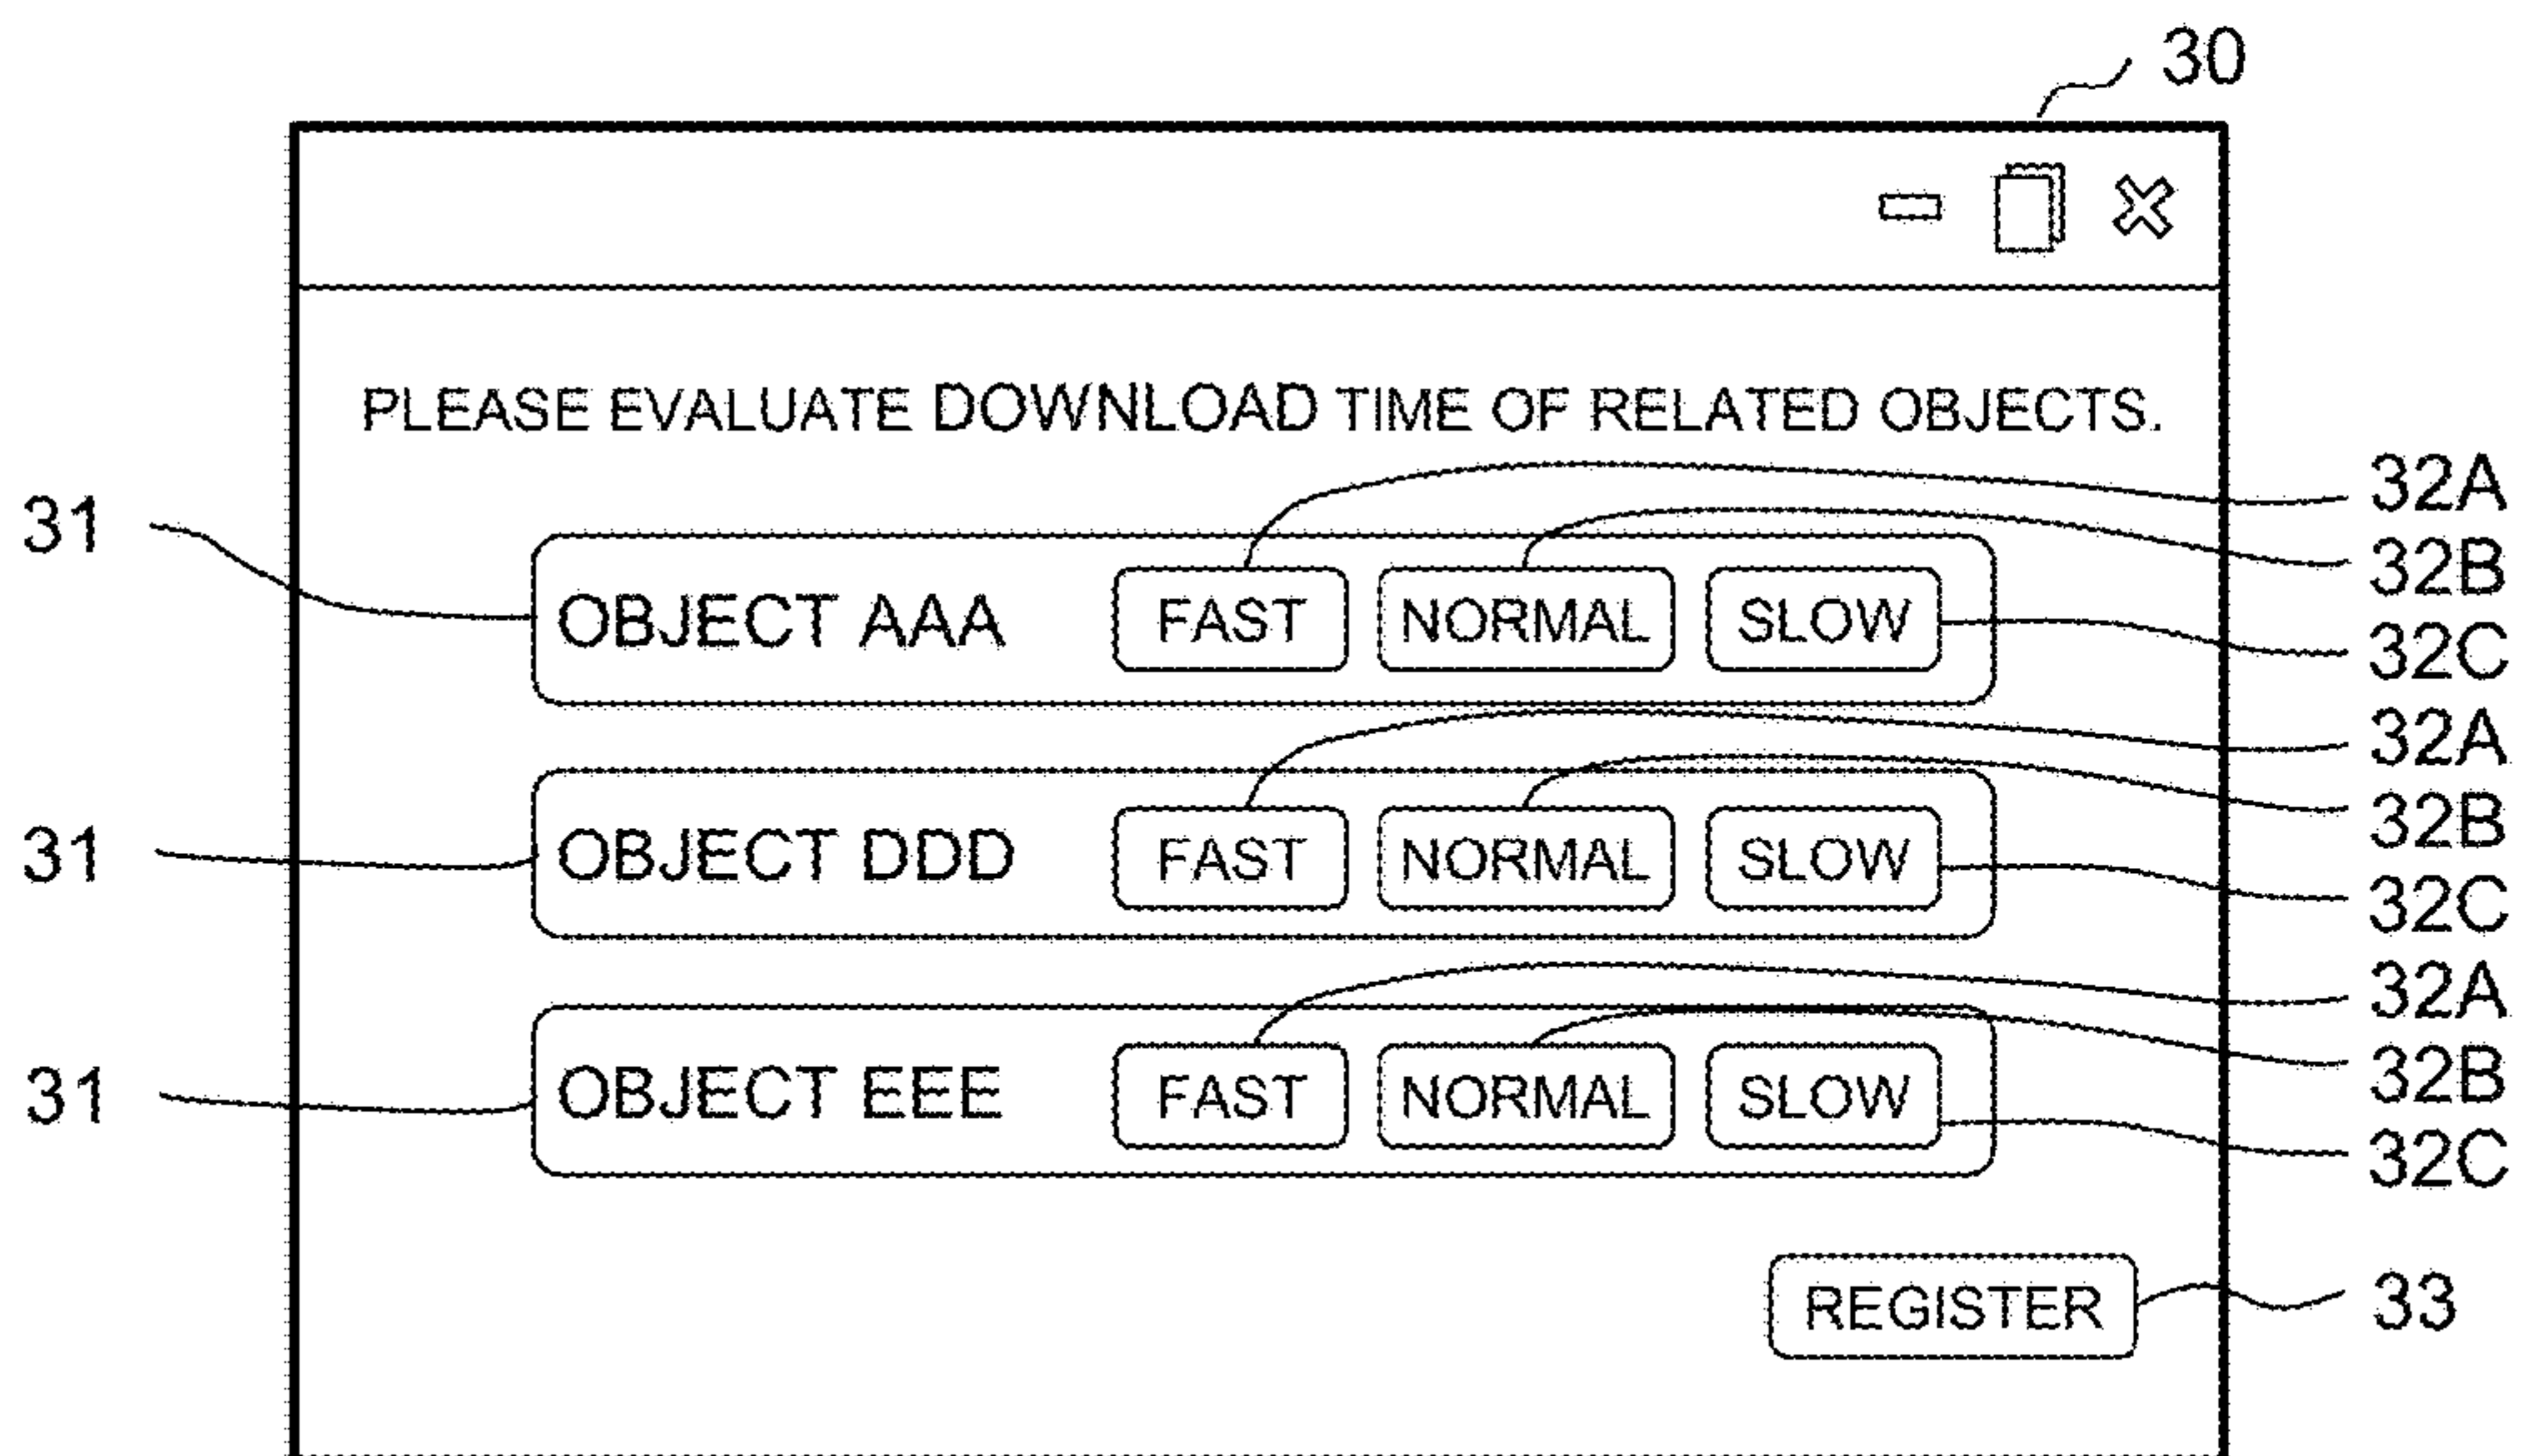 30
PLEASE EVALUATE DOWNLOAD TIME OF RELATED OBJECTS.
31 OBJECT AAA FAST NORMAL SLOW 32A
32B
32C
31 OBJECT DDD FAST NORMAL SLOW 32A
32B
32C
31 OBJECT EEE FAST NORMAL SLOW 32A
32B
32C
REGISTER 33